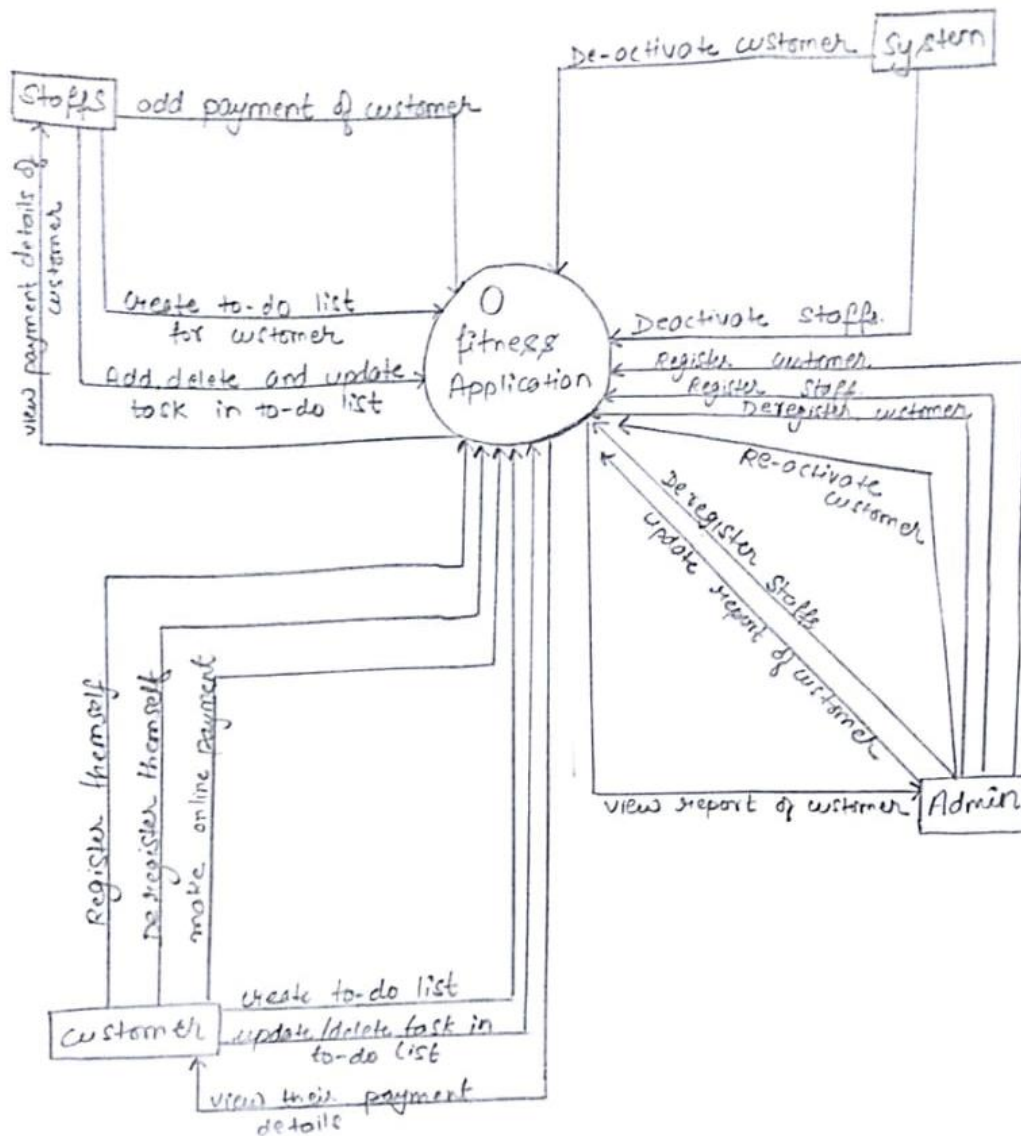 De-activate customer
System
Staffs
add payment of customer
view payment details of
customer
create to-do list
for customer
Add, delete and update
task in to-do list
0
fitness
Application
Deactivate Staffs.
Register customer
Register Staff
Deregister customer
Re-activate
customer
Deregister Staffs
update report of customer
view report of customer
Admin
Register themself
Deregister themself
make online payment
customer
create to-do list
update/delete task in
to-do list
view their payment
details